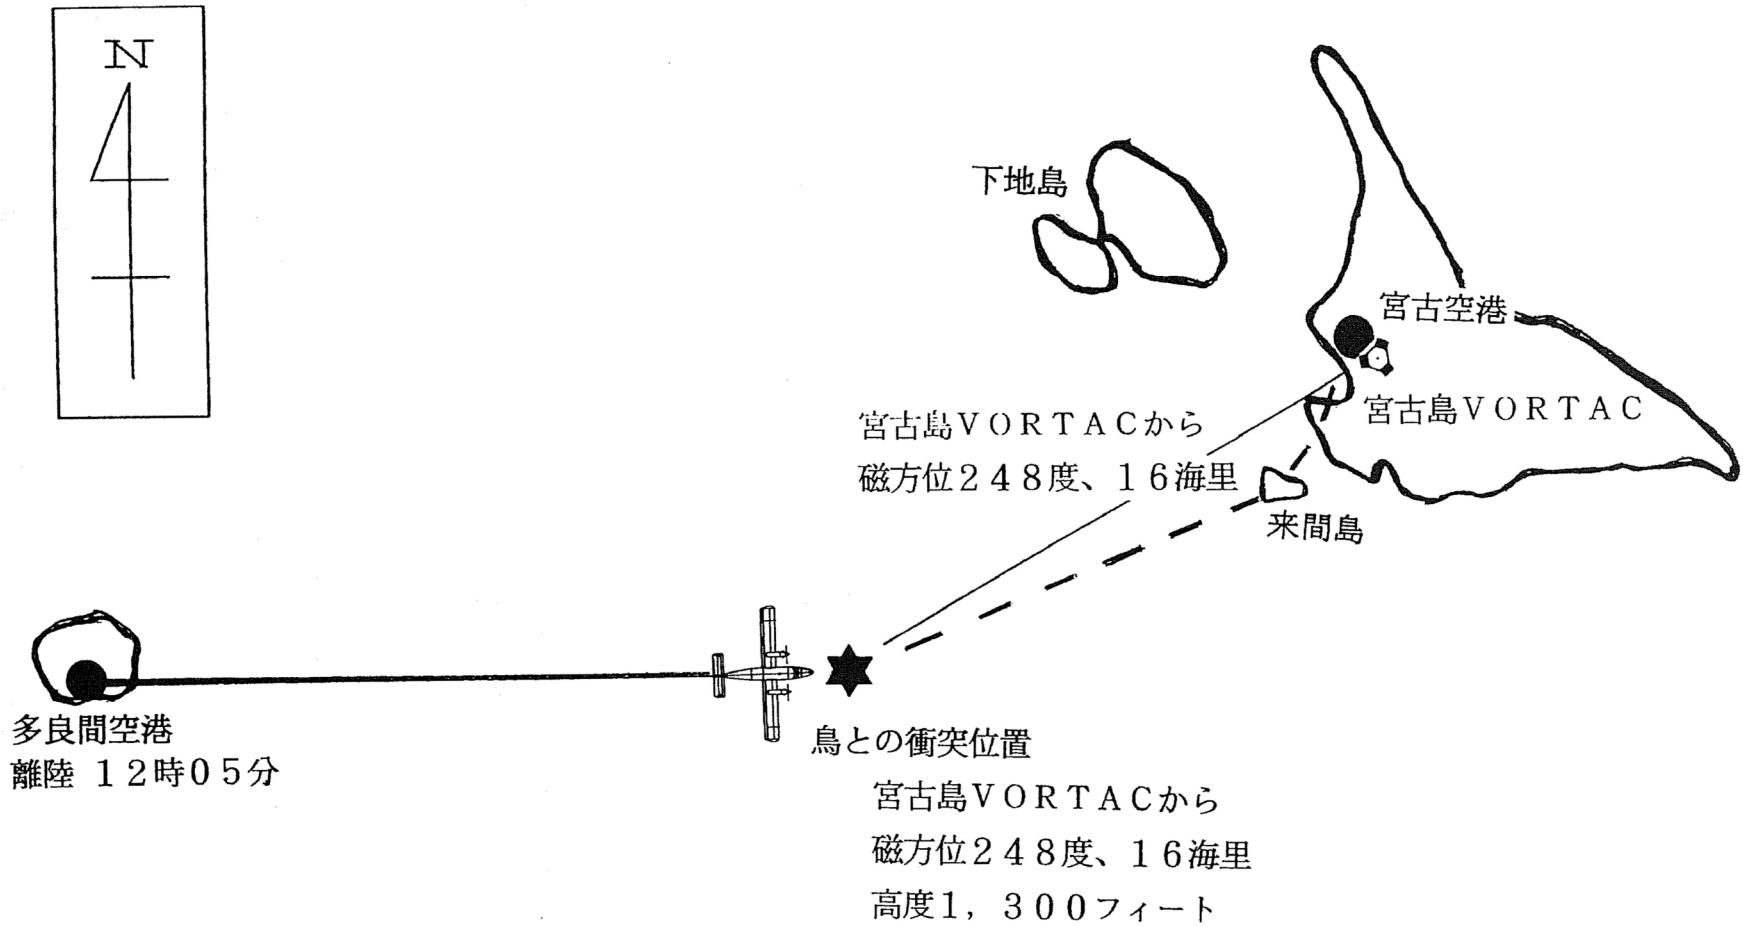 N
下地島
宮古空港
宮古島VORTAC
宮古島VORTACから
磁方位248度、16海里
来間島
多良間空港
離陸 12時05分
鳥との衝突位置
宮古島VORTACから
磁方位248度、16海里
高度1,300フィート